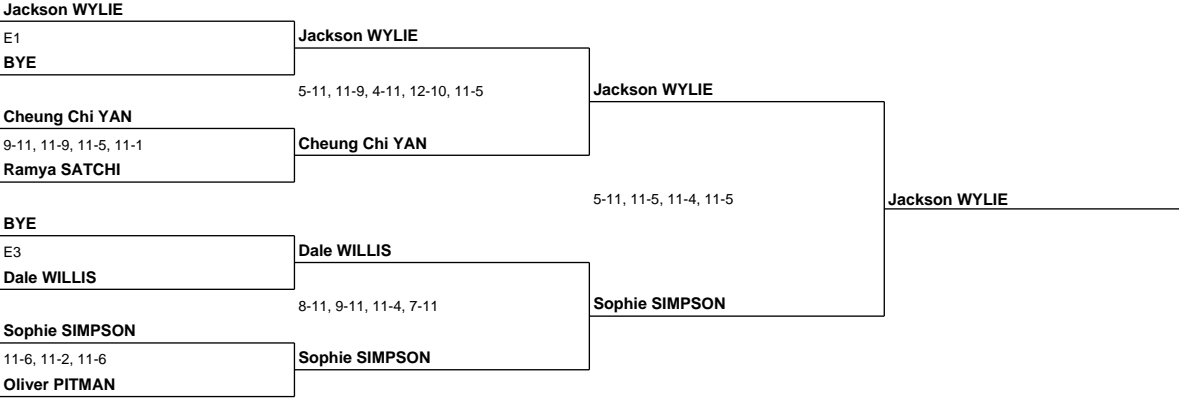 Jackson WYLIE
E1
BYE
Jackson WYLIE
5-11, 11-9, 4-11, 12-10, 11-5
Jackson WYLIE
Cheung Chi YAN
9-11, 11-9, 11-5, 11-1
Ramya SATCHI
Cheung Chi YAN
5-11, 11-5, 11-4, 11-5
Jackson WYLIE
BYE
E3
Dale WILLIS
Dale WILLIS
8-11, 9-11, 11-4, 7-11
Sophie SIMPSON
Sophie SIMPSON
11-6, 11-2, 11-6
Oliver PITMAN
Sophie SIMPSON